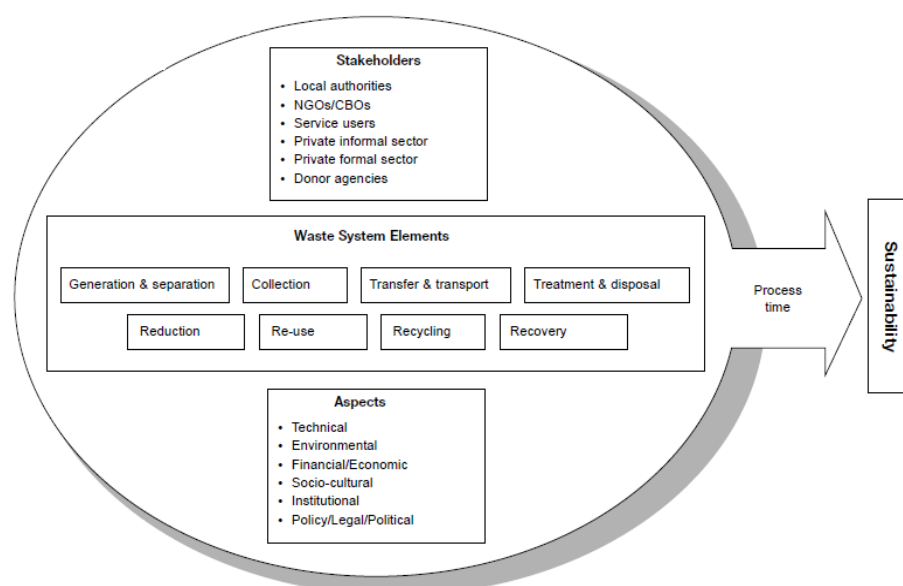 Stakeholders
• Local authorities
• NGOs/CBOs
• Service users
• Private informal sector
• Private formal sector
• Donor agencies
Waste System Elements
Generation & separation
Collection
Transfer & transport
Treatment & disposal
Reduction
Re-use
Recycling
Recovery
Aspects
• Technical
• Environmental
• Financial/Economic
• Socio-cultural
• Institutional
• Policy/Legal/Political
Process
time
Sustainability